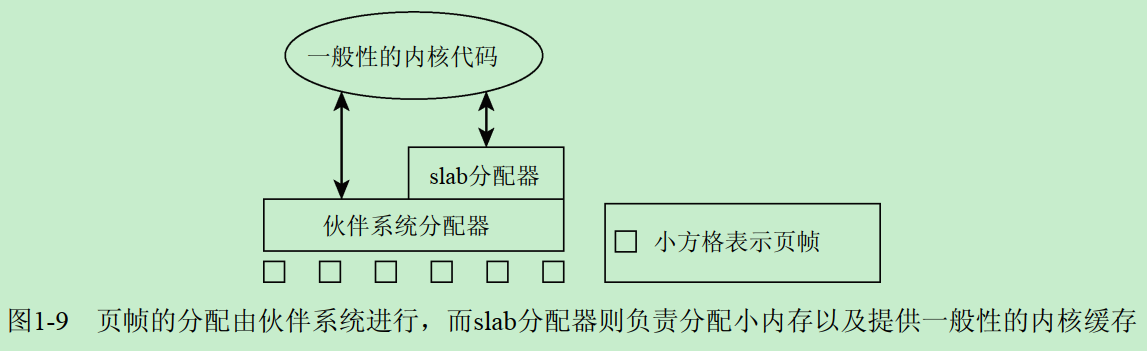 一般性的内核代码
slab分配器
伙伴系统分配器
小方格表示页帧
图1-9 页帧的分配由伙伴系统进行，而slab分配器则负责分配小内存以及提供一般性的内核缓存